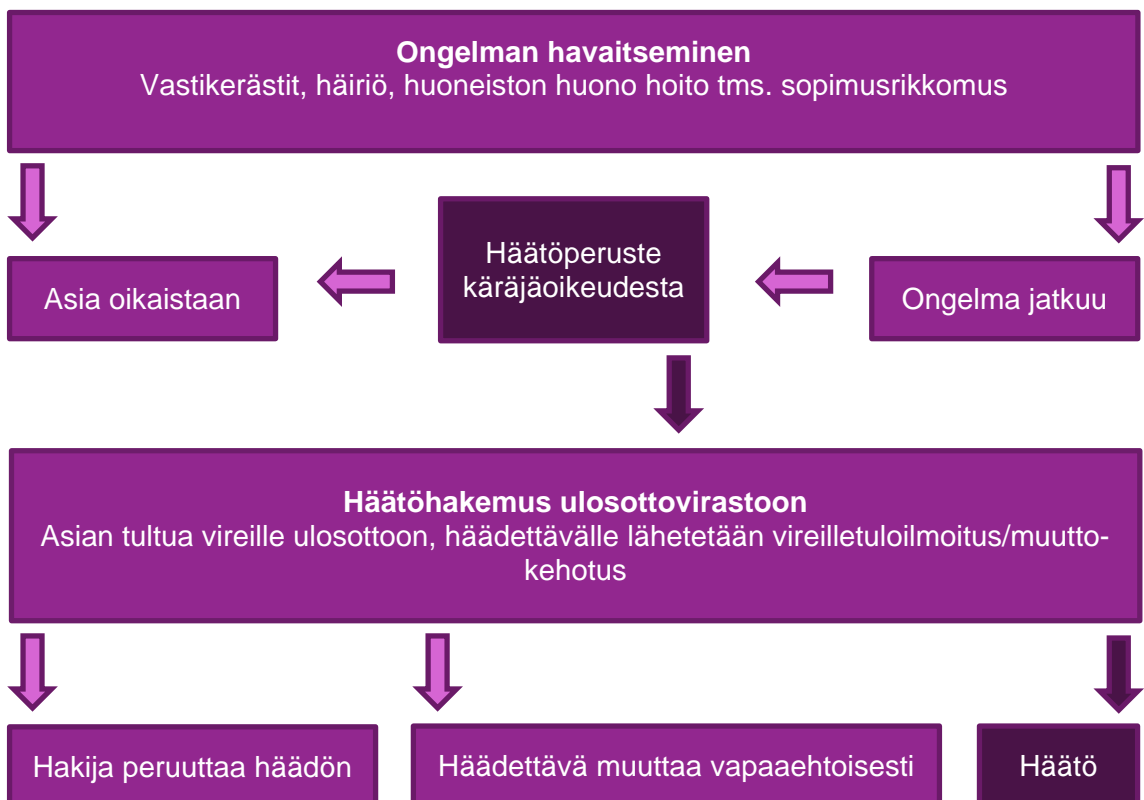 Ongelman havaitseminen
Vastikerästit, häiriö, huoneiston huono hoito tms. sopimusrikkomus
Häätöperuste
käräjäoikeudesta
Asia oikaistaan
Ongelma jatkuu
Häätöhakemus ulosottovirastoon
Asian tultua vireille ulosottoon, häädettävälle lähetetään vireilletuloilmoitus/muutto-
kehotus
Hakija peruuttaa häädön
Häädettävä muuttaa vapaaehtoisesti
Häätö